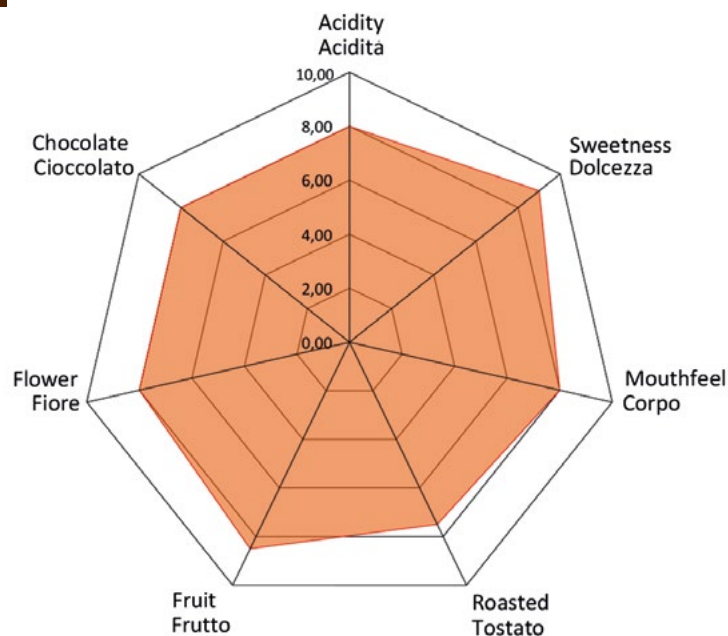 Acidity
Acidità
10,00
8,00
6,00
4,00
2,00
0,00
Sweetness
Dolcezza
Mouthfeel
Corpo
Roasted
Tostato
Fruit
Frutto
Flower
Fiore
Chocolate
Cioccolato